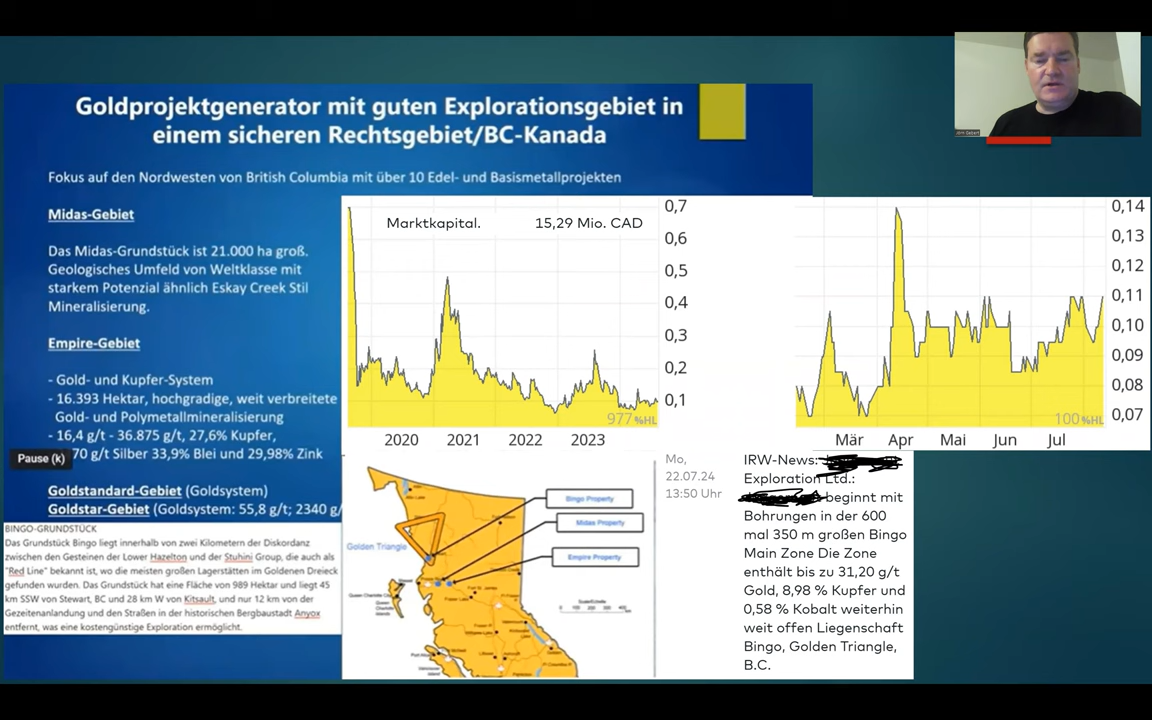 Goldprojektgenerator mit guten Explorationsgebiet in
einem sicheren Rechtsgebiet/BC-Kanada
Fokus auf den Nordwesten von British Columbia mit über 10 Edel- und Basismetallprojekten
Midas-Gebiet
Das Midas-Grundstück ist 21.000 ha groß.
Geologisches Umfeld von Weltklasse mit
starkem Potenzial ähnlich Eskay Creek Stil
Mineralisierung.
Empire-Gebiet
- Gold- und Kupfer-System
- 16.393 Hektar, hochgradige, weit verbreitete
Gold- und Polymetallmineralisierung
- 16,4 g/t - 36.875 g/t, 27,6% Kupfer,
70 g/t Silber 33,9% Blei und 29,98% Zink
Pause (k)
Goldstandard-Gebiet (Goldsystem)
Goldstar-Gebiet (Goldsystem: 55,8 g/t; 2340 g/
BINGO-GRUNDSTÜCK
Das Grundstück Bingo liegt innerhalb von zwei Kilometern der Diskordanz
zwischen den Gesteinen der Lower Hazelton und der Stuhini Group, die auch als
"Red Line" bekannt ist, wo die meisten großen Lagerstätten im Goldenen Dreieck
gefunden wurden. Das Grundstück hat eine Fläche von 989 Hektar und liegt 45
km SSW von Stewart, BC und 28 km W von Kitsault, und nur 12 km von der
Gezeitenanlandung und den Straßen in der historischen Bergbaustadt Anyox
entfernt, was eine kostengünstige Exploration ermöglicht.
Marktkapital. 15,29 Mio. CAD
0,7
0,6
0,5
0,4
0,3
0,2
0,1
977 %HL
2020 2021 2022 2023
0,14
0,13
0,12
0,11
0,10
0,09
0,08
0,07
100 %HL
Mär Apr Mai Jun Jul
Golden Triangle
Bingo Property
Midas Property
Empire Property
Mo,
22.07.24
13:50 Uhr
IRW-News:
Exploration Ltd.:
beginnt mit
Bohrungen in der 600
mal 350 m großen Bingo
Main Zone Die Zone
enthält bis zu 31,20 g/t
Gold, 8,98 % Kupfer und
0,58 % Kobalt weiterhin
weit offen Liegenschaft
Bingo, Golden Triangle,
B.C.